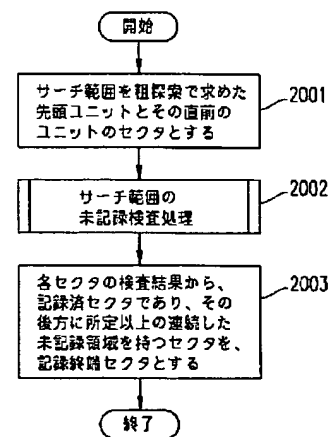 開始
サーチ範囲を粗探索で求めた
先頭ユニットとその直前の
ユニットのセクタとする
2001
サーチ範囲の
未記録検査処理
2002
各セクタの検査結果から、
記録済セクタであり、その
後方に所定以上の連続した
未記録領域を持つセクタを、
記録終端セクタとする
2003
終了